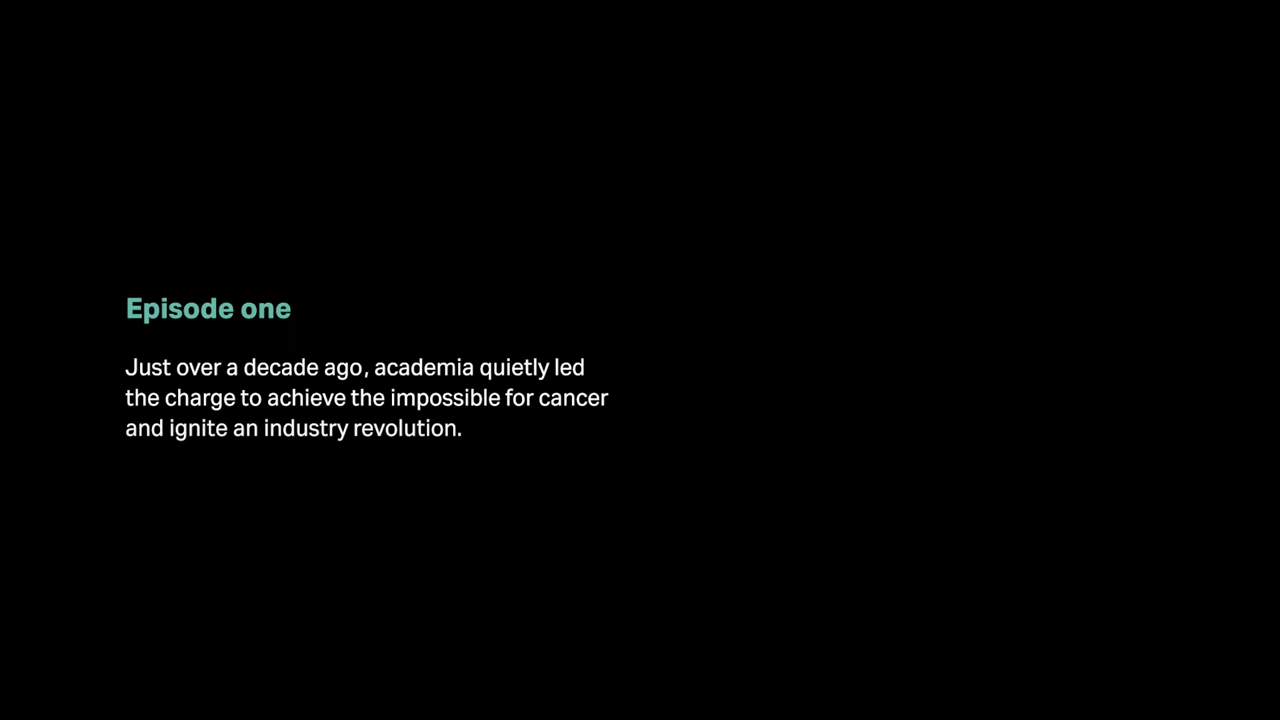 Episode one
Just over a decade ago, academia quietly led
the charge to achieve the impossible for cancer
and ignite an industry revolution.